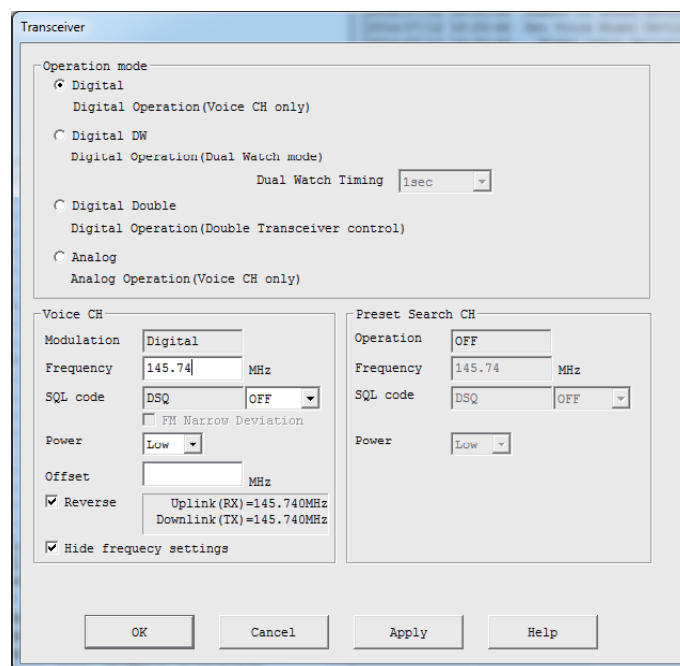 Transceiver
Operation mode
Digital
Digital Operation(Voice CH only)
Digital DW
Digital Operation(Dual Watch mode)
Dual Watch Timing 1sec
Digital Double
Digital Operation(Double Transceiver control)
Analog
Analog Operation(Voice CH only)
Voice CH
Modulation Digital
Frequency 145.74 MHz
SQL code DSQ OFF
FM Narrow Deviation
Power Low
Offset MHz
Reverse Uplink(RX)=145.740MHz
Downlink(TX)=145.740MHz
Hide frequecy settings
Preset Search CH
Operation OFF
Frequency 145.74 MHz
SQL code DSQ OFF
Power Low
OK Cancel Apply Help